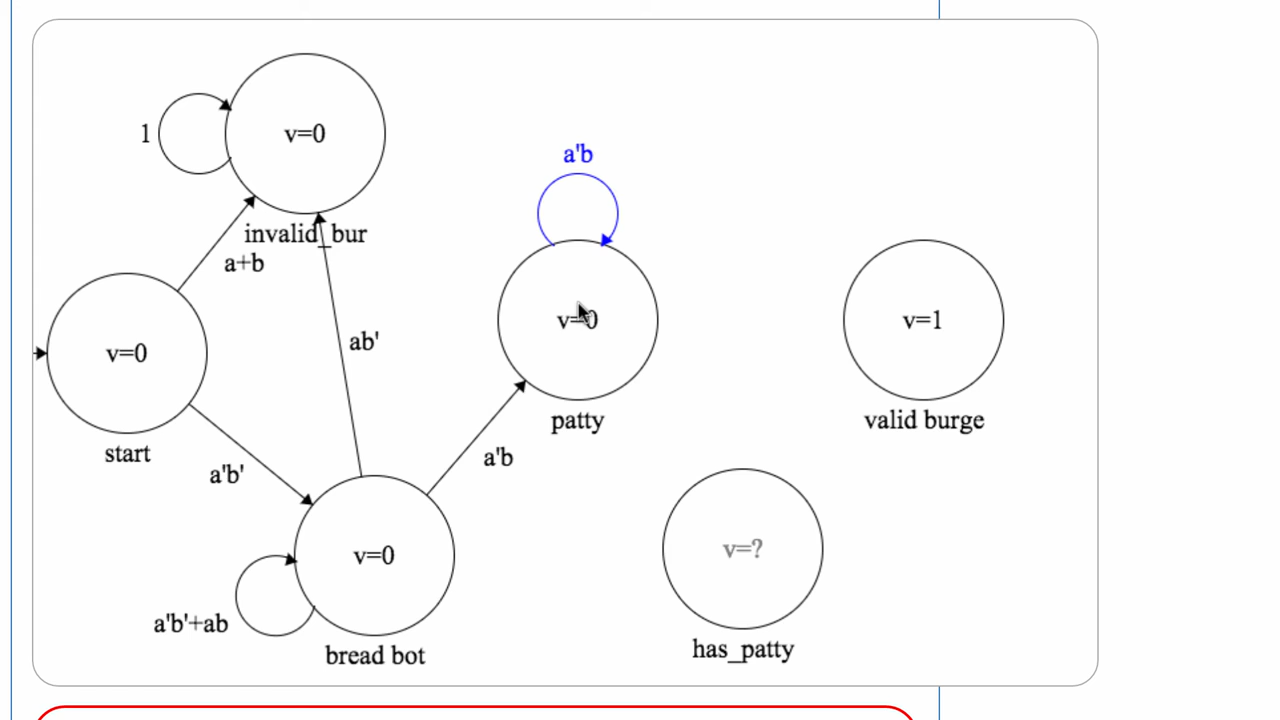 1
v=0
a'b
invalid_bur
a+b
v=0
v=1
ab'
v=0
patty
valid burge
start
a'b
a'b'
v=0
v=?
a'b'+ab
has_patty
bread bot